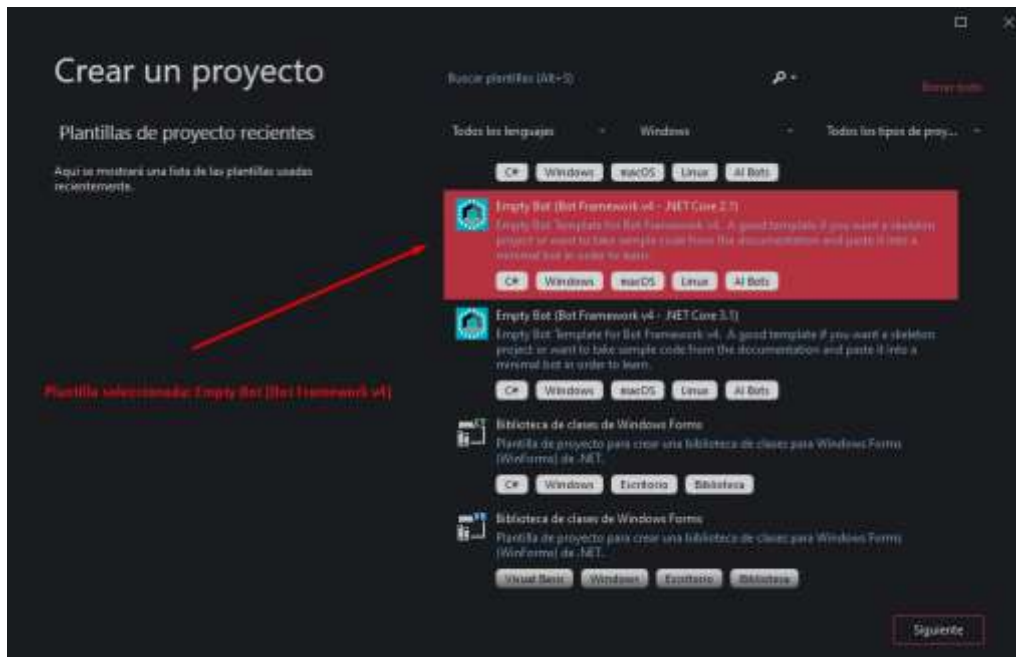 Crear un proyecto
Buscar plantillas (Alt+S)
Borrar todo
Plantillas de proyecto recientes
Todos los lenguajes
Windows
Todos los tipos de proy...
Aquí se mostrará una lista de las plantillas usadas
recientemente.
C# Windows macOS Linux AI Bots
Empty Bot (Bot Framework v4 - .NET Core 2.1)
Empty Bot Template for Bot Framework v4. A good template if you want a skeleton
project or want to take sample code from the documentation and paste it into a
minimal bot in order to learn.
C# Windows macOS Linux AI Bots
Empty Bot (Bot Framework v4 - .NET Core 3.1)
Empty Bot Template for Bot Framework v4. A good template if you want a skeleton
project or want to take sample code from the documentation and paste it into a
minimal bot in order to learn.
Plantilla seleccionada: Empty Bot (Bot Framework v4)
C# Windows macOS Linux AI Bots
Biblioteca de clases de Windows Forms
Plantilla de proyecto para crear una biblioteca de clases para Windows Forms
(WinForms) de .NET.
C# Windows Escritorio Biblioteca
Biblioteca de clases de Windows Forms
Plantilla de proyecto para crear una biblioteca de clases para Windows Forms
(WinForms) de .NET.
Visual Basic Windows Escritorio Biblioteca
Siguiente